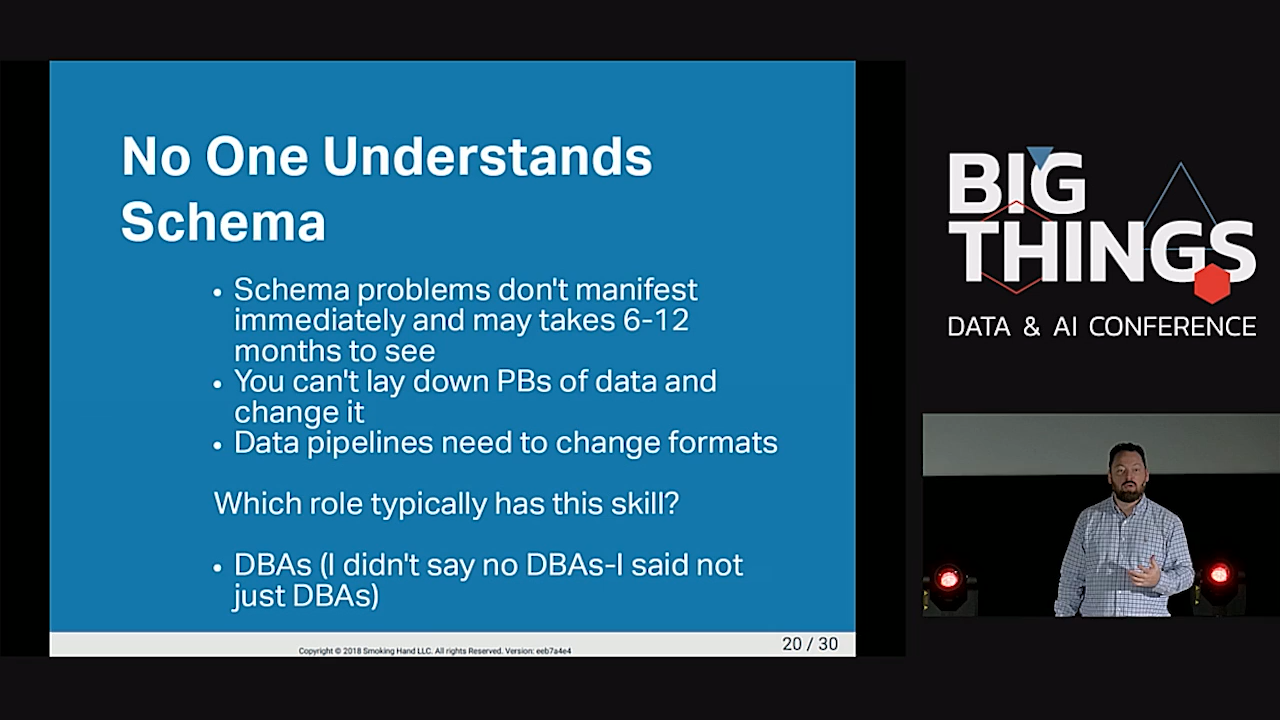 No One Understands
Schema
• Schema problems don't manifest
immediately and may takes 6-12
months to see
• You can't lay down PBs of data and
change it
• Data pipelines need to change formats
Which role typically has this skill?
• DBAs (I didn't say no DBAs-I said not
just DBAs)
Copyright © 2018 Smoking Hand LLC. All rights Reserved. Version: eeb7a4e4
20 / 30
BIG
THINGS
DATA & AI CONFERENCE